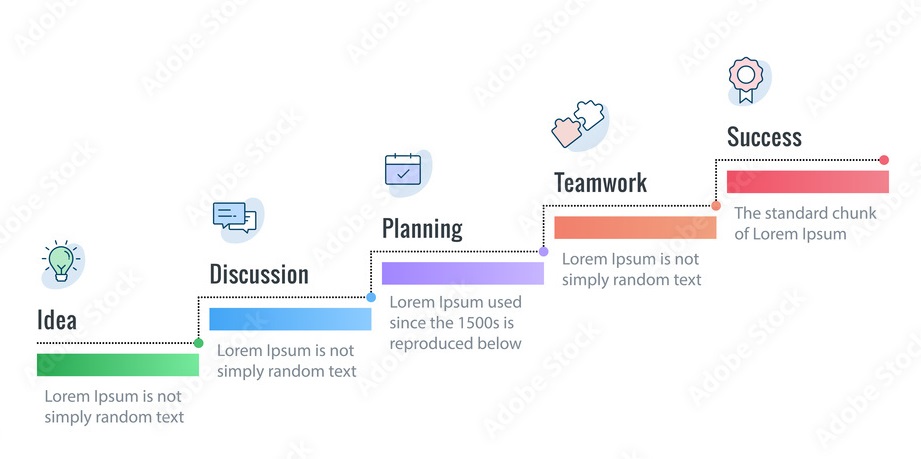 Idea
Lorem Ipsum is not
simply random text
Discussion
Lorem Ipsum is not
simply random text
Planning
Lorem Ipsum used
since the 1500s is
reproduced below
Teamwork
Lorem Ipsum is not
simply random text
Success
The standard chunk
of Lorem Ipsum
Adobe Stock